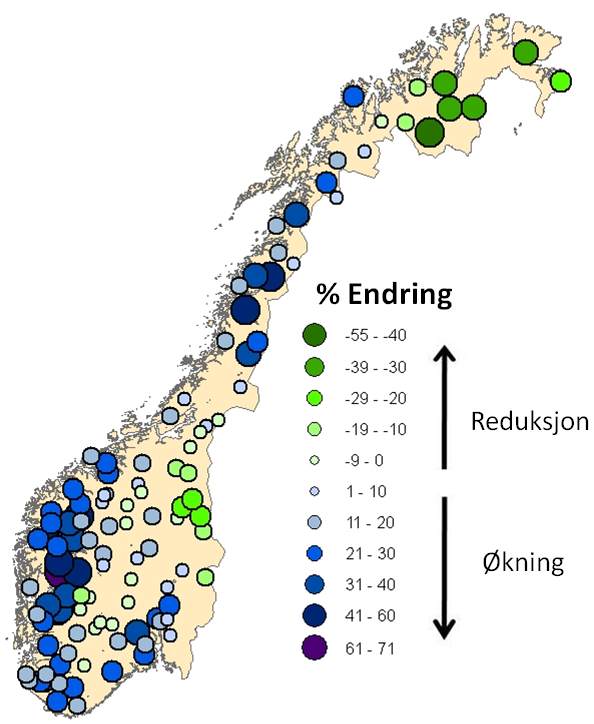 % Endring
-55 - -40
-39 - -30
-29 - -20
-19 - -10
-9 - 0
1 - 10
11 - 20
21 - 30
31 - 40
41 - 60
61 - 71
Reduksjon
Økning